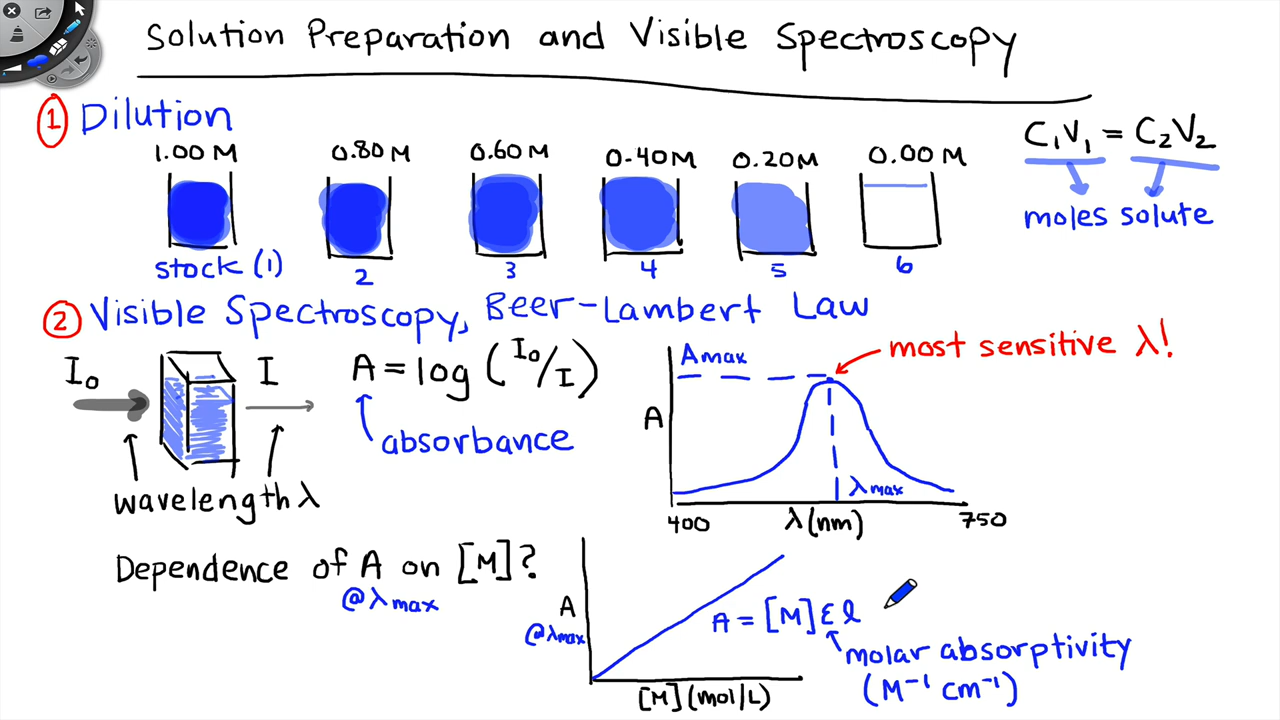 Solution Preparation and Visible Spectroscopy
① Dilution
1.00 M 0.80 M 0.60 M 0.40 M 0.20 M 0.00 M
stock (1) 2 3 4 5 6
C₁V₁ = C₂V₂
moles solute
② Visible Spectroscopy, Beer-Lambert Law
I₀ I
wavelength λ
A = log (I₀/I)
absorbance
Amax
most sensitive λ!
A
λmax
400 λ(nm) 750
Dependence of A on [M]?
@λmax
A
@λmax
A = [M]εl
molar absorptivity
(M⁻¹ cm⁻¹)
[M](mol/L)